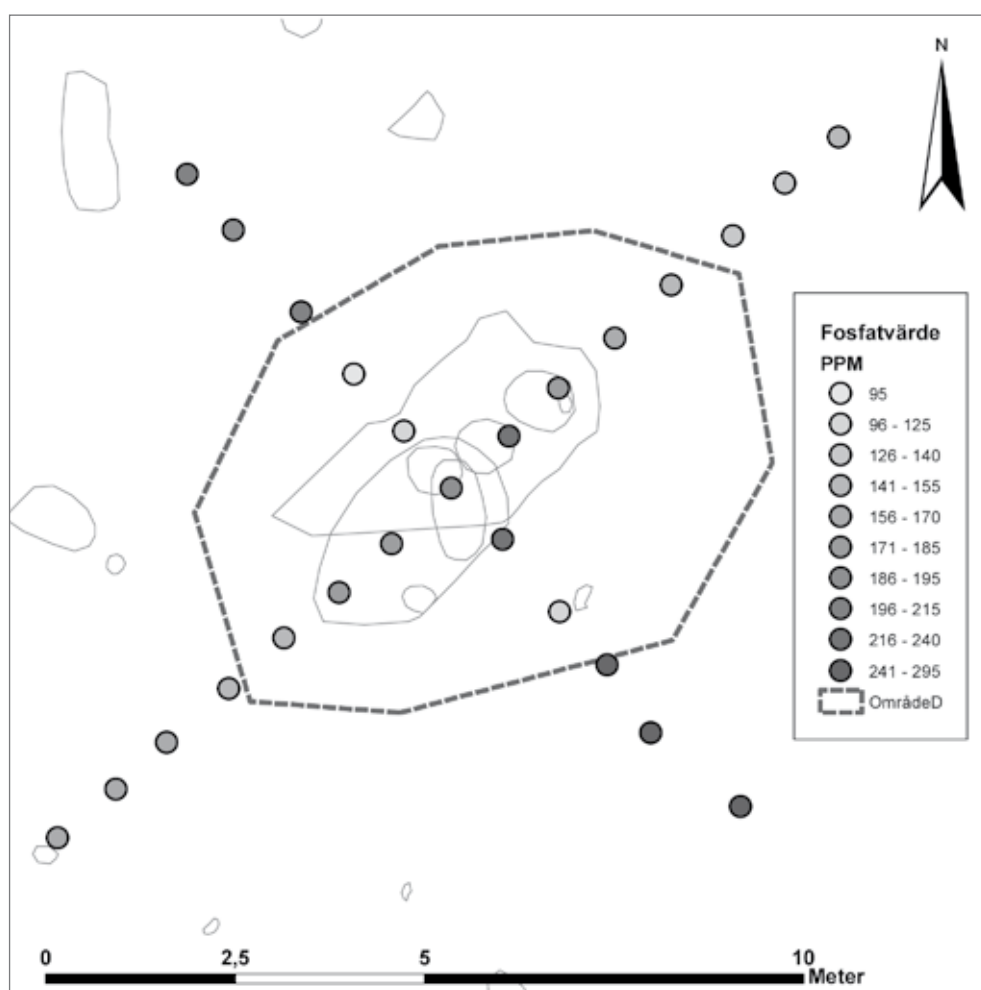 N
Fosfatvärde
PPM
95
96 - 125
126 - 140
141 - 155
156 - 170
171 - 185
186 - 195
196 - 215
216 - 240
241 - 295
OmrådeD
0 2,5 5 10
Meter